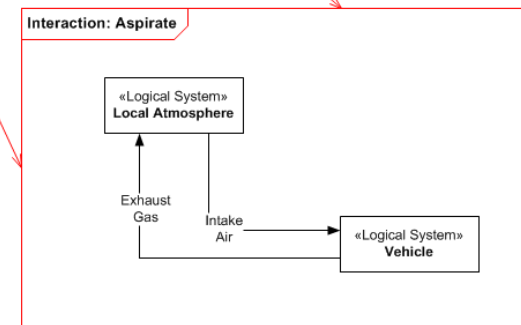 Interaction: Aspirate
«Logical System»
Local Atmosphere
Exhaust
Gas
Intake
Air
«Logical System»
Vehicle